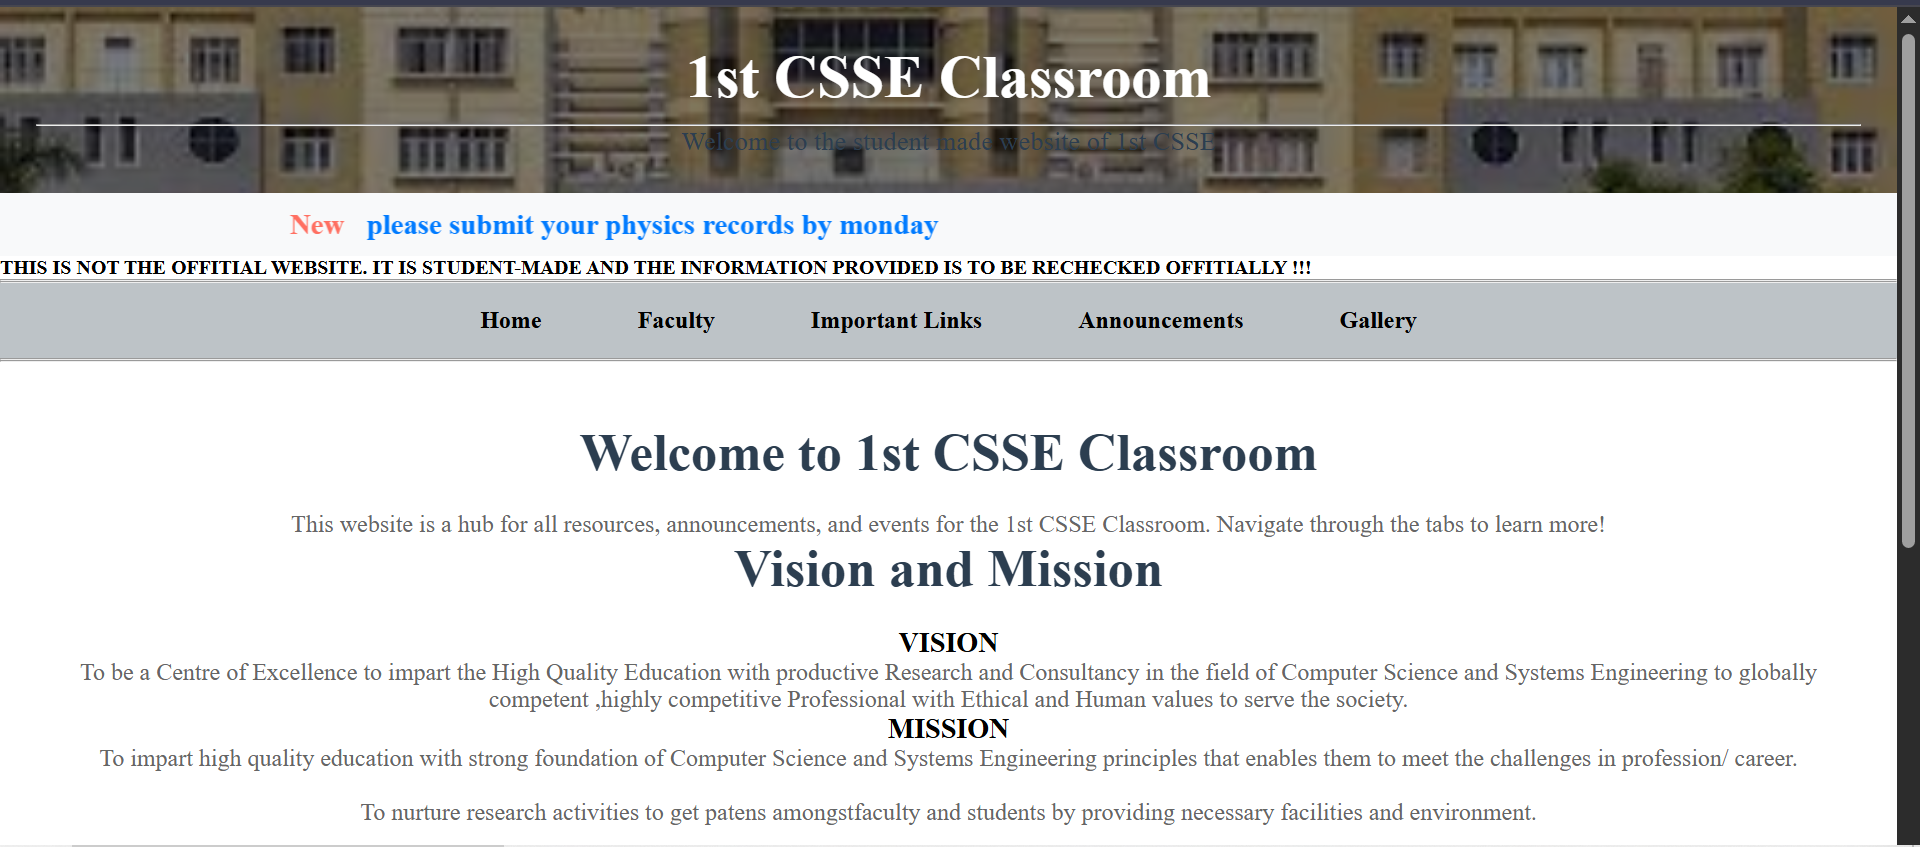 1st CSSE Classroom
Welcome to the student made website of 1st CSSE
New please submit your physics records by monday
THIS IS NOT THE OFFITIAL WEBSITE. IT IS STUDENT-MADE AND THE INFORMATION PROVIDED IS TO BE RECHECKED OFFITIALLY !!!
Home Faculty Important Links Announcements Gallery
Welcome to 1st CSSE Classroom
This website is a hub for all resources, announcements, and events for the 1st CSSE Classroom. Navigate through the tabs to learn more!
Vision and Mission
VISION
To be a Centre of Excellence to impart the High Quality Education with productive Research and Consultancy in the field of Computer Science and Systems Engineering to globally
competent ,highly competitive Professional with Ethical and Human values to serve the society.
MISSION
To impart high quality education with strong foundation of Computer Science and Systems Engineering principles that enables them to meet the challenges in profession/ career.
To nurture research activities to get patens amongstfaculty and students by providing necessary facilities and environment.